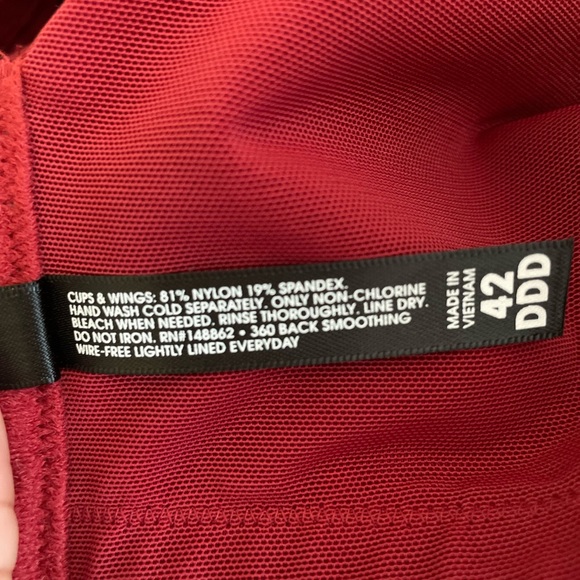 CUPS & WINGS: 81% NYLON 19% SPANDEX.
HAND WASH COLD SEPARATELY. ONLY NON-CHLORINE
BLEACH WHEN NEEDED. RINSE THOROUGHLY. LINE DRY.
DO NOT IRON. RN#148862 • 360 BACK SMOOTHING
WIRE-FREE LIGHTLY LINED EVERYDAY
MADE IN
VIETNAM
42
DDD